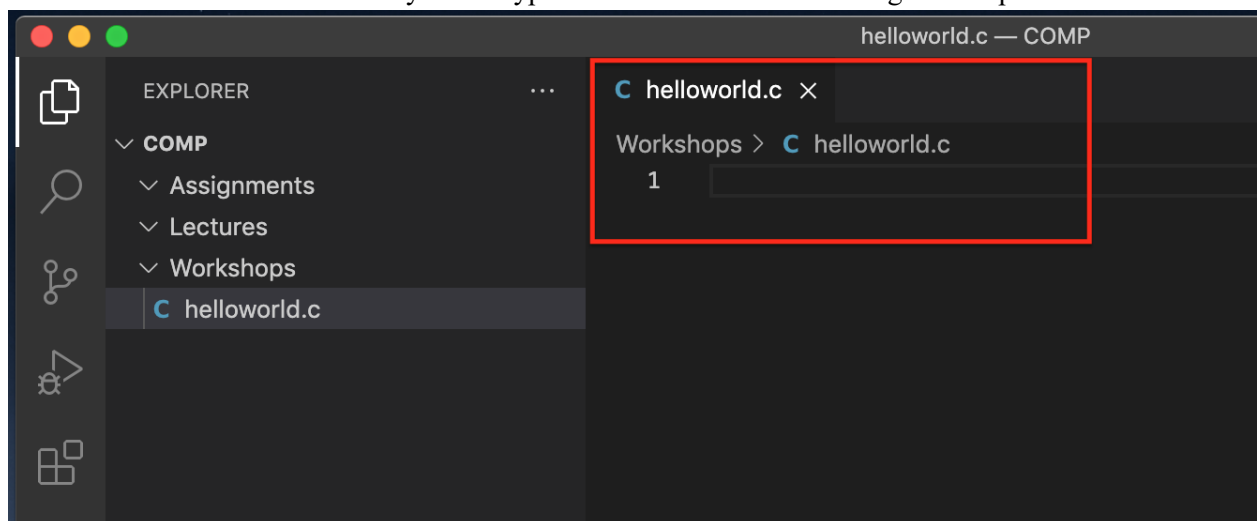 helloworld.c — COMP
EXPLORER ...
COMP
Assignments
Lectures
Workshops
C helloworld.c
C helloworld.c ×
Workshops > C helloworld.c
1